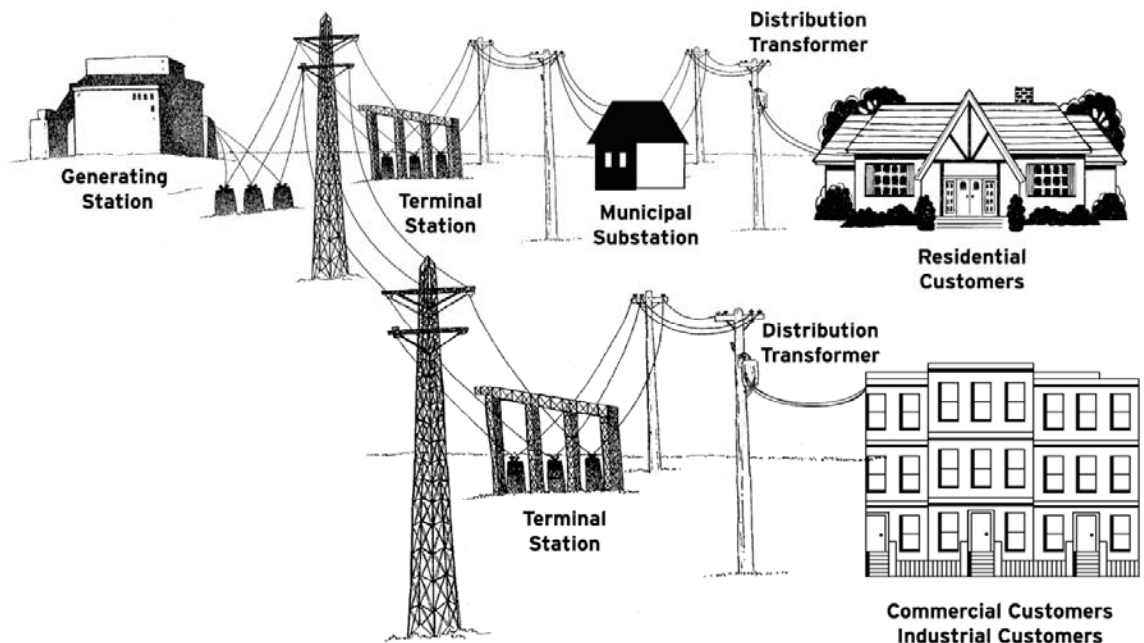 Distribution
Transformer
Generating
Station
Terminal
Station
Municipal
Substation
Residential
Customers
Distribution
Transformer
Terminal
Station
Commercial Customers
Industrial Customers